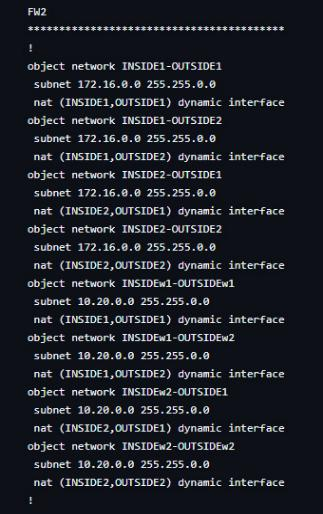 FW2
****************************************
!
object network INSIDE1-OUTSIDE1
subnet 172.16.0.0 255.255.0.0
nat (INSIDE1,OUTSIDE1) dynamic interface
object network INSIDE1-OUTSIDE2
subnet 172.16.0.0 255.255.0.0
nat (INSIDE1,OUTSIDE2) dynamic interface
object network INSIDE2-OUTSIDE1
subnet 172.16.0.0 255.255.0.0
nat (INSIDE2,OUTSIDE1) dynamic interface
object network INSIDE2-OUTSIDE2
subnet 172.16.0.0 255.255.0.0
nat (INSIDE2,OUTSIDE2) dynamic interface
object network INSIDEw1-OUTSIDEw1
subnet 10.20.0.0 255.255.0.0
nat (INSIDE1,OUTSIDE1) dynamic interface
object network INSIDEw1-OUTSIDEw2
subnet 10.20.0.0 255.255.0.0
nat (INSIDE1,OUTSIDE2) dynamic interface
object network INSIDEw2-OUTSIDE1
subnet 10.20.0.0 255.255.0.0
nat (INSIDE2,OUTSIDE1) dynamic interface
object network INSIDEw2-OUTSIDEw2
subnet 10.20.0.0 255.255.0.0
nat (INSIDE2,OUTSIDE2) dynamic interface
!